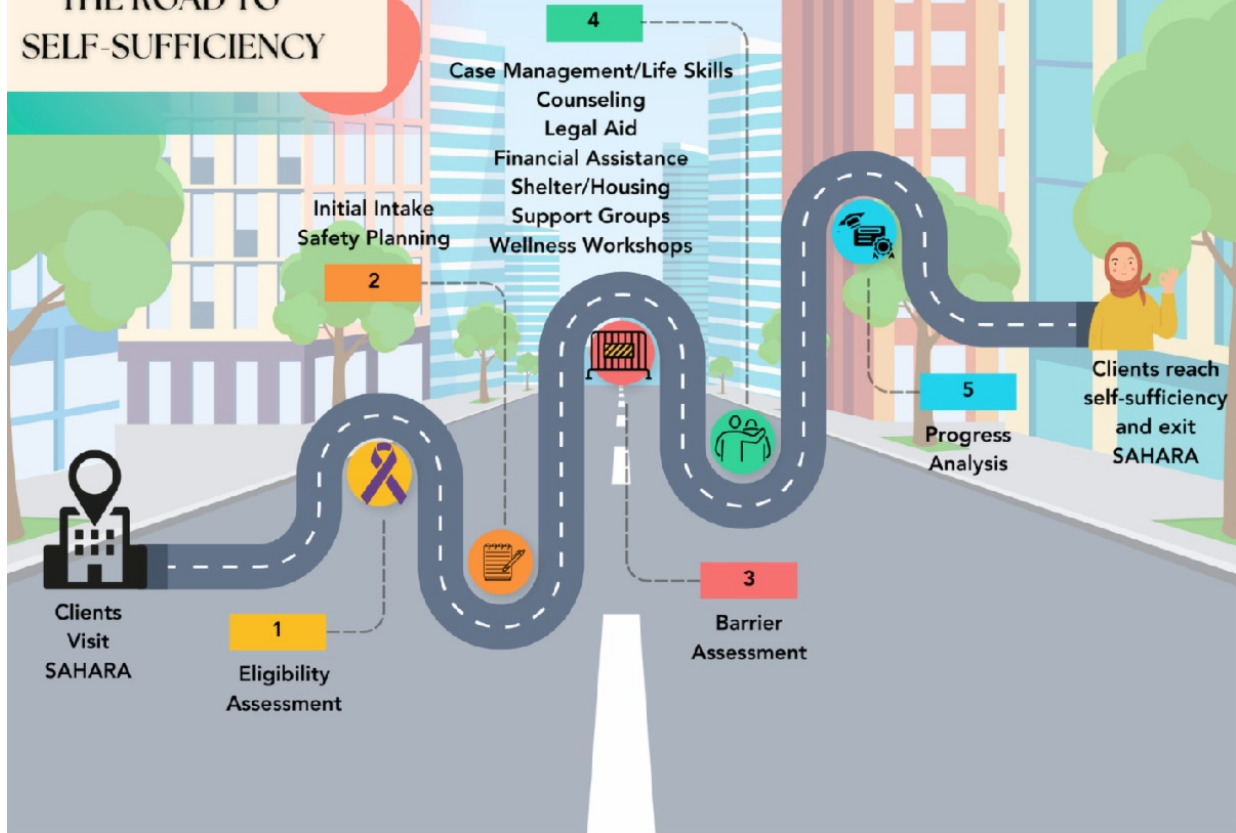 THE ROAD TO
SELF-SUFFICIENCY
Clients
Visit
SAHARA
1
Eligibility
Assessment
Initial Intake
Safety Planning
2
3
Barrier
Assessment
4
Case Management/Life Skills
Counseling
Legal Aid
Financial Assistance
Shelter/Housing
Support Groups
Wellness Workshops
5
Progress
Analysis
Clients reach
self-sufficiency
and exit
SAHARA